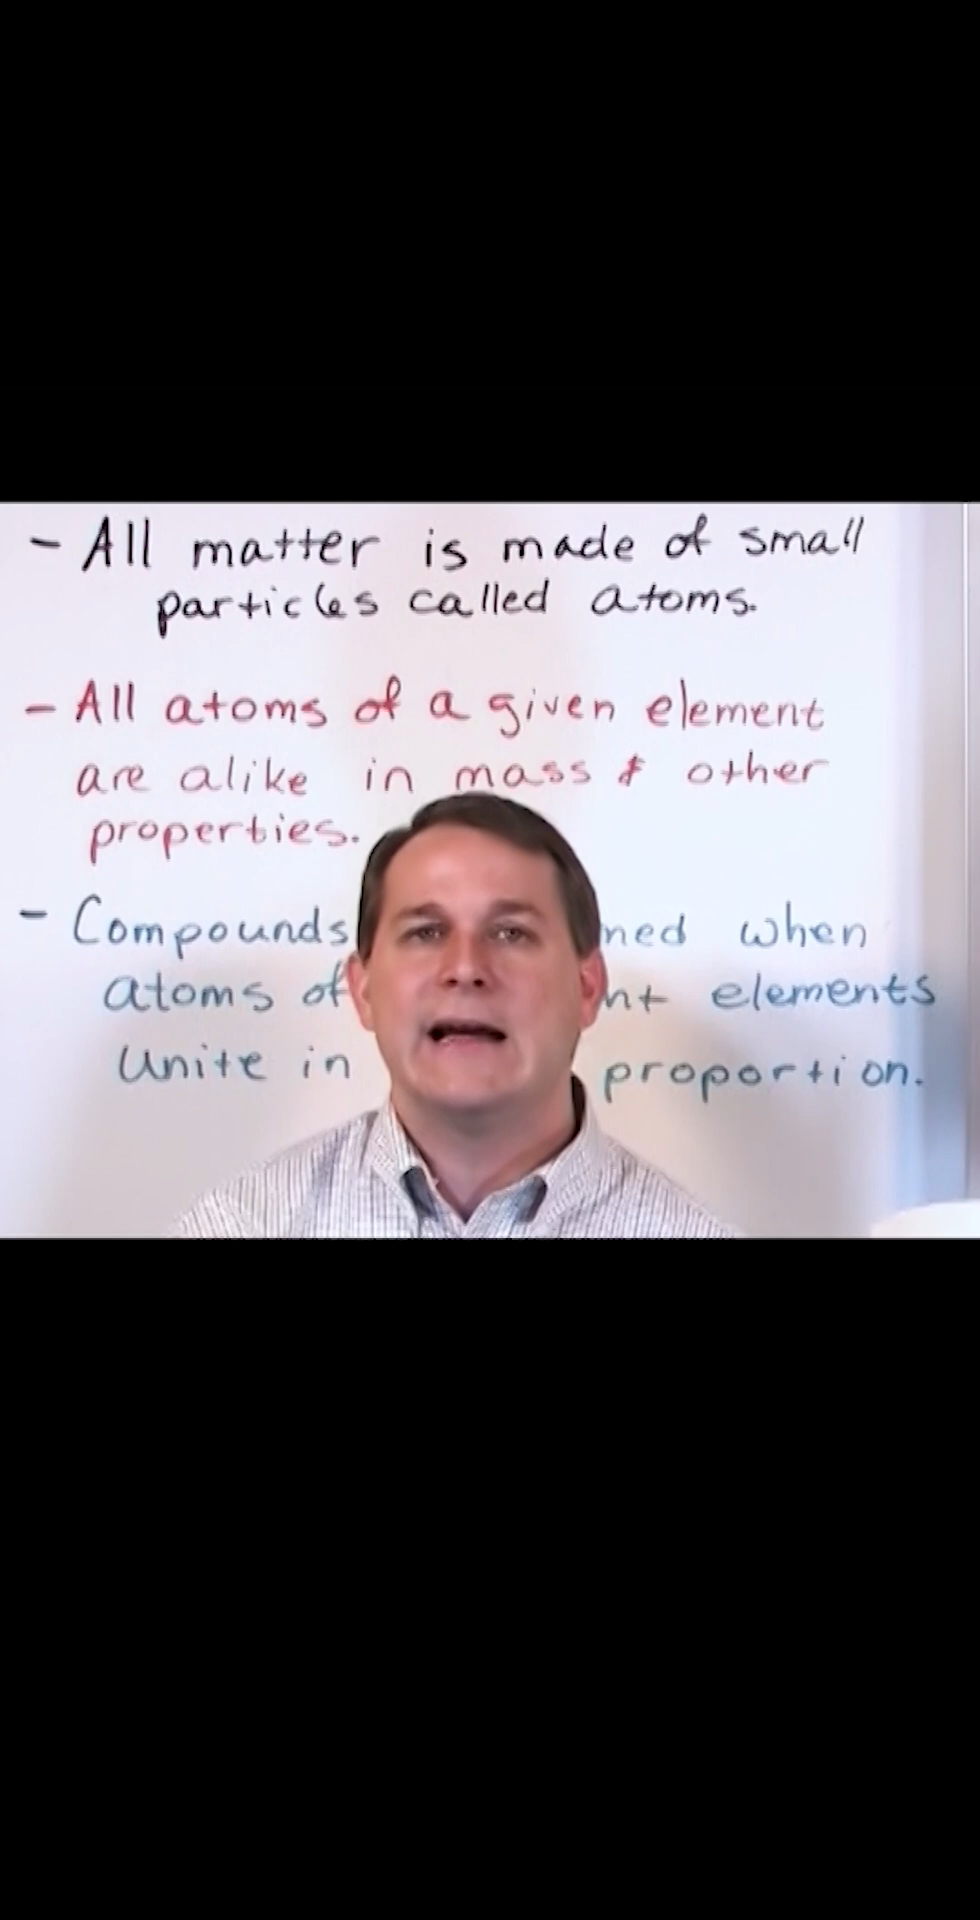 - All matter is made of small
particles called atoms.
- All atoms of a given element
are alike in mass & other
properties.
- Compounds ned when
atoms of nt elements
unite in proportion.